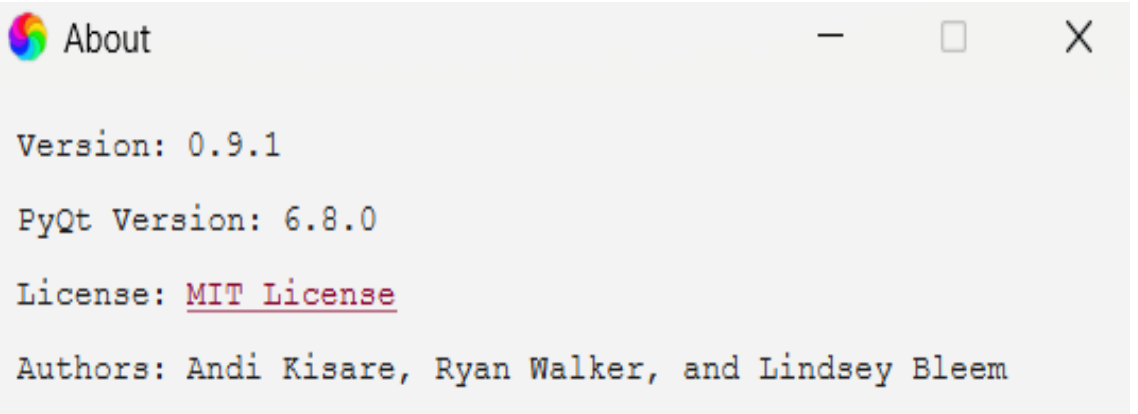 About
Version: 0.9.1
PyQt Version: 6.8.0
License: MIT License
Authors: Andi Kisare, Ryan Walker, and Lindsey Bleem